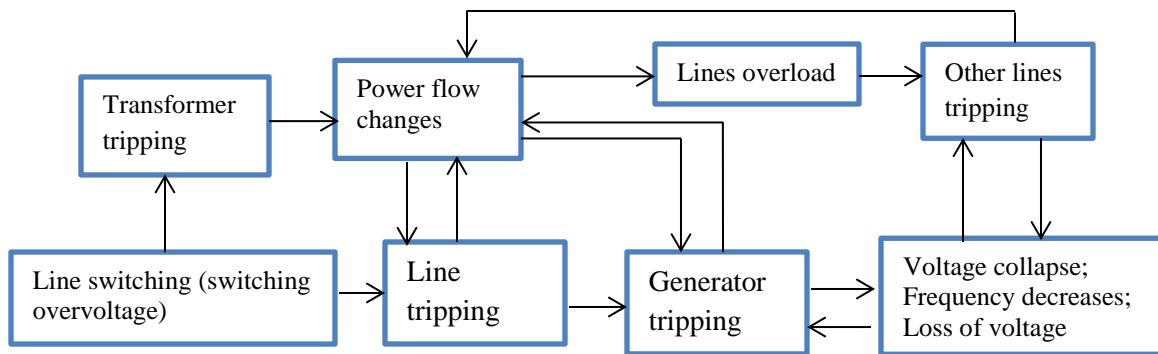 Transformer
tripping
Power flow
changes
Lines overload
Other lines
tripping
Line switching (switching
overvoltage)
Line
tripping
Generator
tripping
Voltage collapse;
Frequency decreases;
Loss of voltage